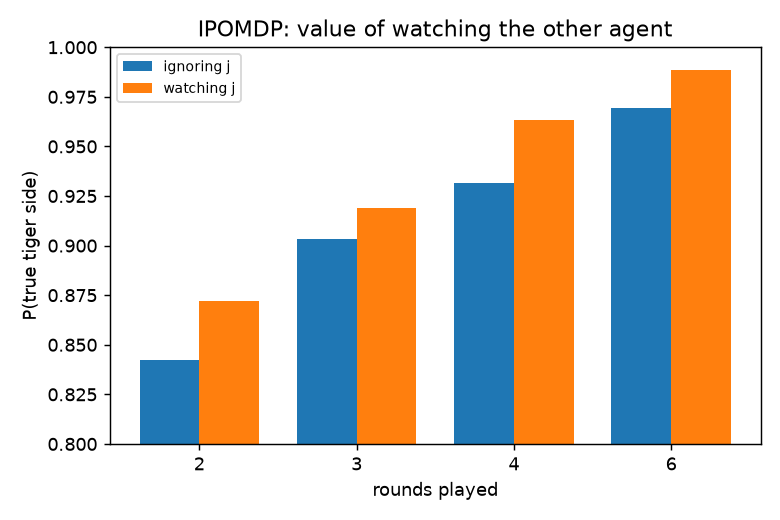 IPOMDP: value of watching the other agent
ignoring j
watching j
P(true tiger side)
1.000
0.975
0.950
0.925
0.900
0.875
0.850
0.825
0.800
2 3 4 6
rounds played